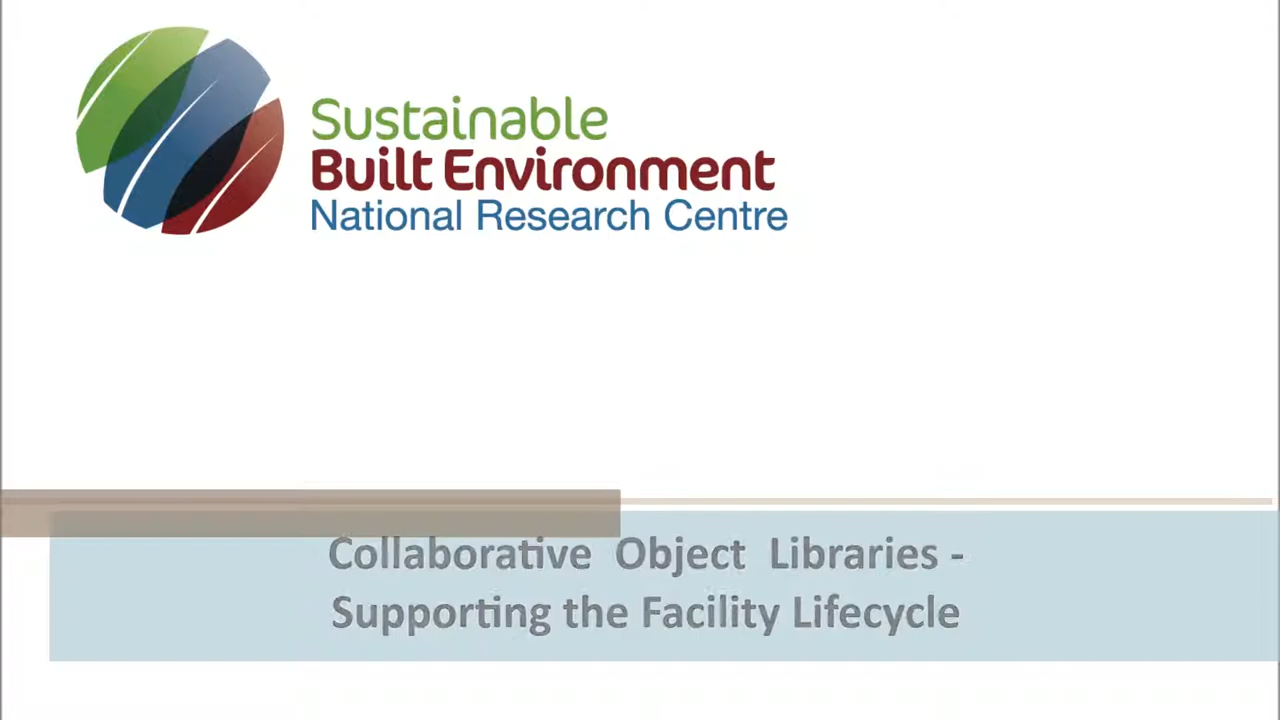 Sustainable
Built Environment
National Research Centre
Collaborative Object Libraries -
Supporting the Facility Lifecycle